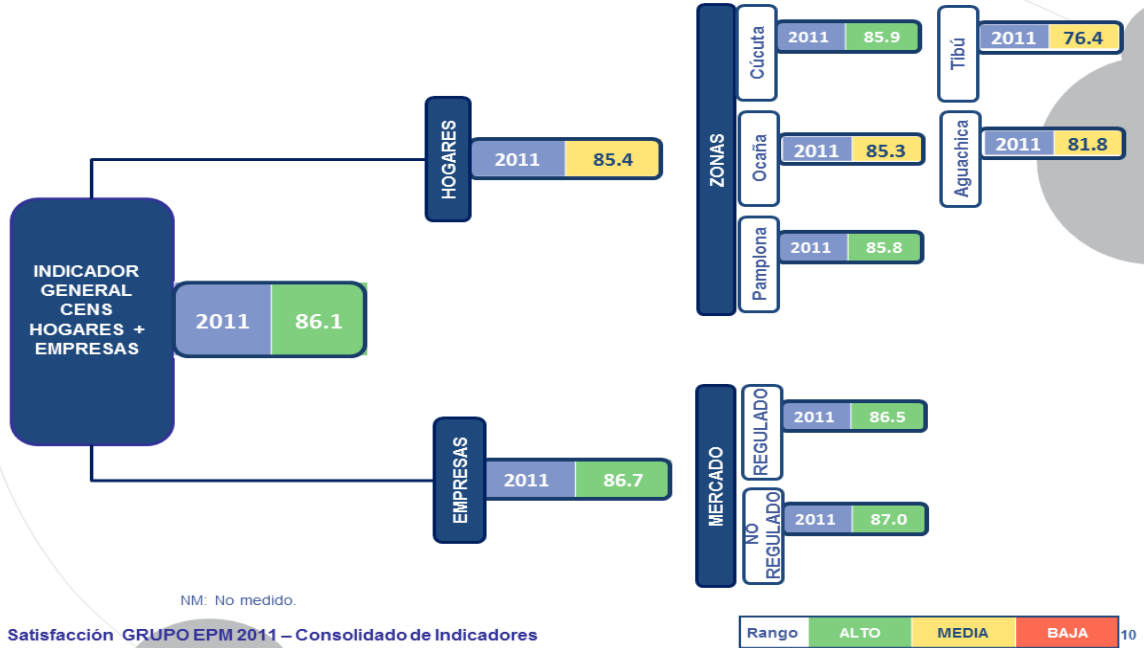 INDICADOR
GENERAL
CENS
HOGARES +
EMPRESAS
2011 86.1
HOGARES
2011 85.4
ZONAS
Cúcuta
2011 85.9
Ocaña
2011 85.3
Pamplona
2011 85.8
Tibú
2011 76.4
Aguachica
2011 81.8
EMPRESAS
2011 86.7
MERCADO
REGULADO
2011 86.5
NO
REGULADO
2011 87.0
NM: No medido.
Satisfacción GRUPO EPM 2011 – Consolidado de Indicadores
Rango ALTO MEDIA BAJA
10